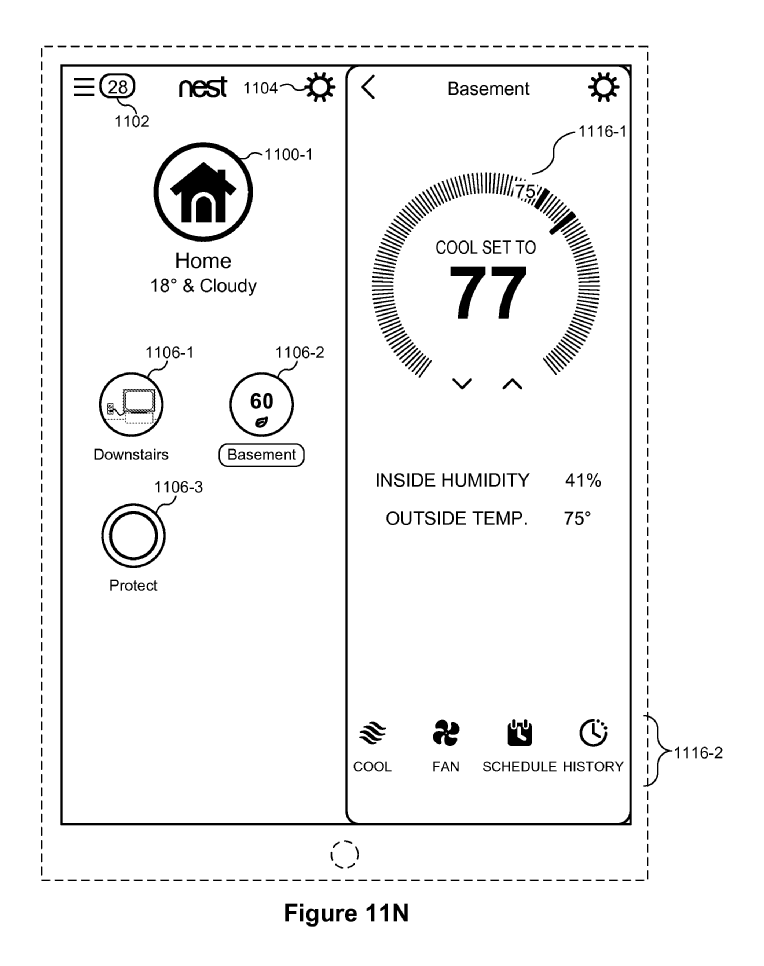 28
nest
1104
1102
1100-1
Home
18° & Cloudy
1106-1
1106-2
60
Downstairs
Basement
1106-3
Protect
Basement
1116-1
75
COOL SET TO
77
INSIDE HUMIDITY 41%
OUTSIDE TEMP. 75°
COOL FAN SCHEDULE HISTORY
1116-2
Figure 11N